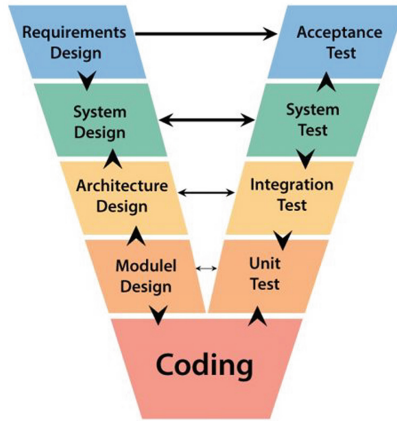 Requirements
Design
Acceptance
Test
System
Design
System
Test
Architecture
Design
Integration
Test
Modulel
Design
Unit
Test
Coding